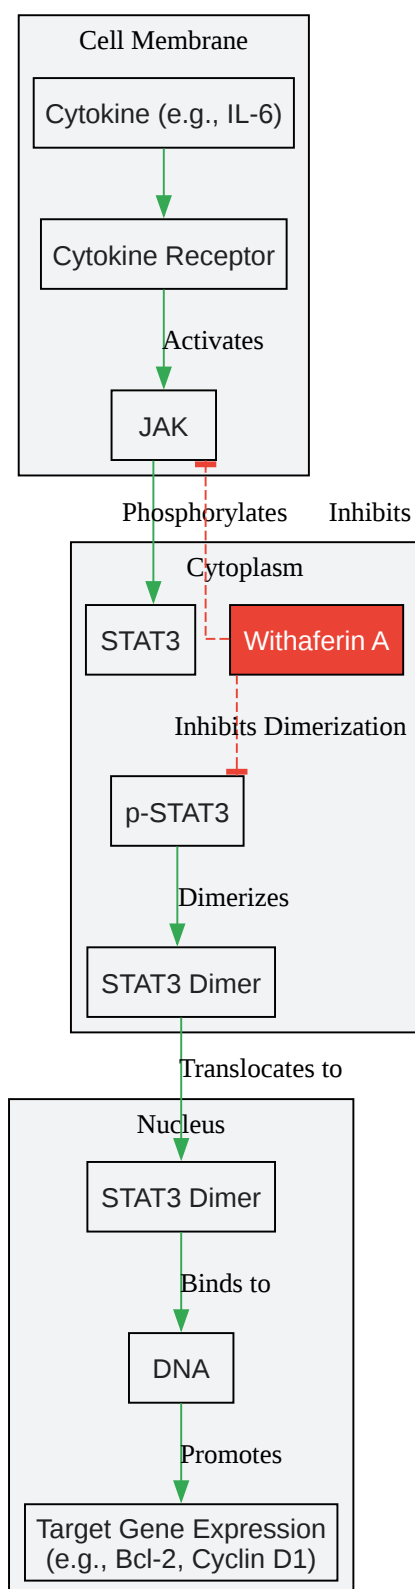 Cell Membrane
Cytokine (e.g., IL-6)
Cytokine Receptor
Activates
JAK
Phosphorylates
Inhibits
Cytoplasm
STAT3
Withaferin A
Inhibits Dimerization
p-STAT3
Dimerizes
STAT3 Dimer
Translocates to
Nucleus
STAT3 Dimer
Binds to
DNA
Promotes
Target Gene Expression
(e.g., Bcl-2, Cyclin D1)